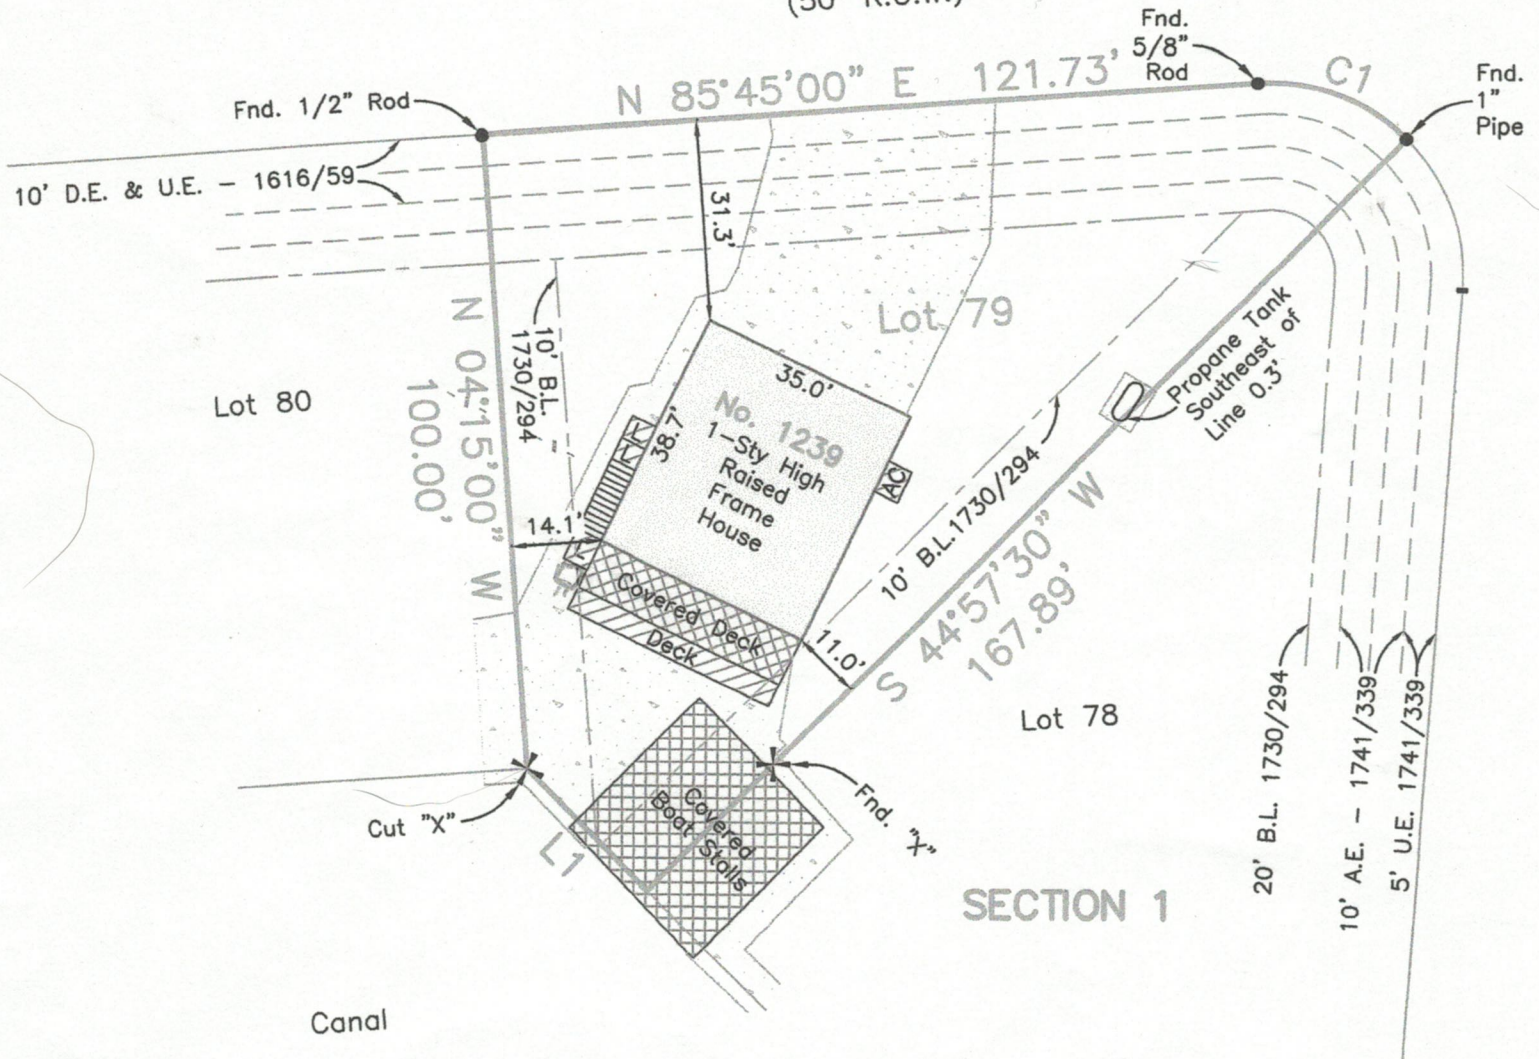 (50' R.O.W.)
Fnd.
5/8"
Rod
C1
Fnd.
1"
Pipe
Fnd. 1/2" Rod
N 85°45'00" E 121.73'
10' D.E. & U.E. - 1616/59
31.3'
Lot 79
N 04°15'00" W
100.00'
10' B.L.
1730/294
Lot 80
35.0'
38.7'
No. 1239
1-Sty High
Raised
Frame
House
AC
Propane Tank
Southeast of
Line 0.3'
14.1'
10' B.L.1730/294
S 44°57'30" W
167.89'
Covered Deck
Deck
11.0'
Lot 78
20' B.L. 1730/294
10' A.E. - 1741/339
5' U.E. 1741/339
Cut "X"
L1
Covered
Boat Stalls
Fnd. "X"
SECTION 1
Canal